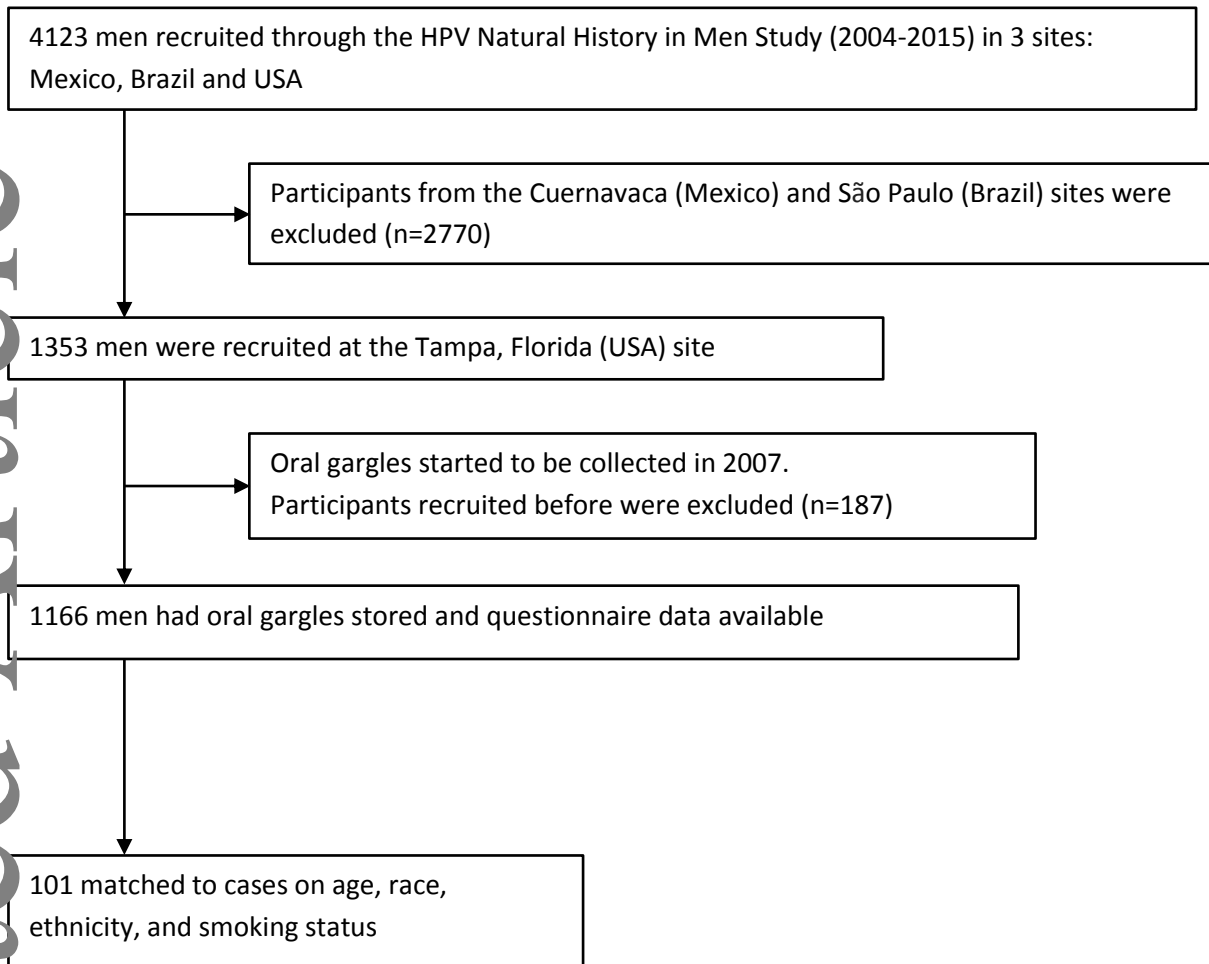 4123 men recruited through the HPV Natural History in Men Study (2004-2015) in 3 sites:
Mexico, Brazil and USA
Participants from the Cuernavaca (Mexico) and São Paulo (Brazil) sites were
excluded (n=2770)
1353 men were recruited at the Tampa, Florida (USA) site
Oral gargles started to be collected in 2007.
Participants recruited before were excluded (n=187)
1166 men had oral gargles stored and questionnaire data available
101 matched to cases on age, race,
ethnicity, and smoking status